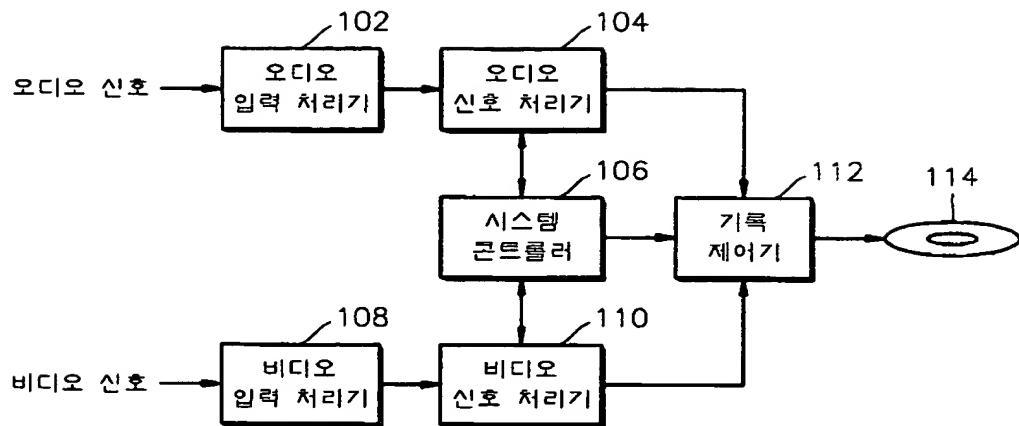 102
104
오디오 신호
오디오
입력 처리기
오디오
신호 처리기
106
112
114
시스템
콘트롤러
기록
제어기
108
110
비디오 신호
비디오
입력 처리기
비디오
신호 처리기